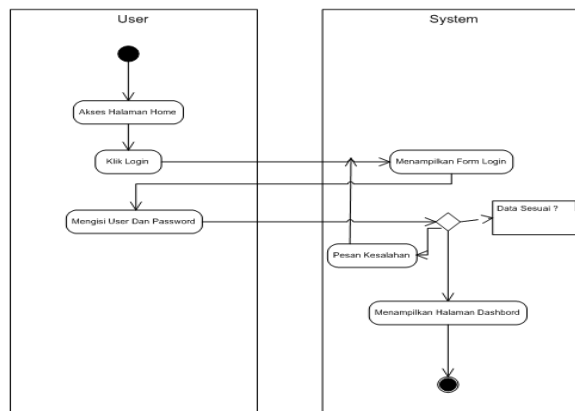 User
System
Akses Halaman Home
Klik Login
Menampilkan Form Login
Mengisi User Dan Password
Data Sesuai ?
Pesan Kesalahan
Menampilkan Halaman Dashbord